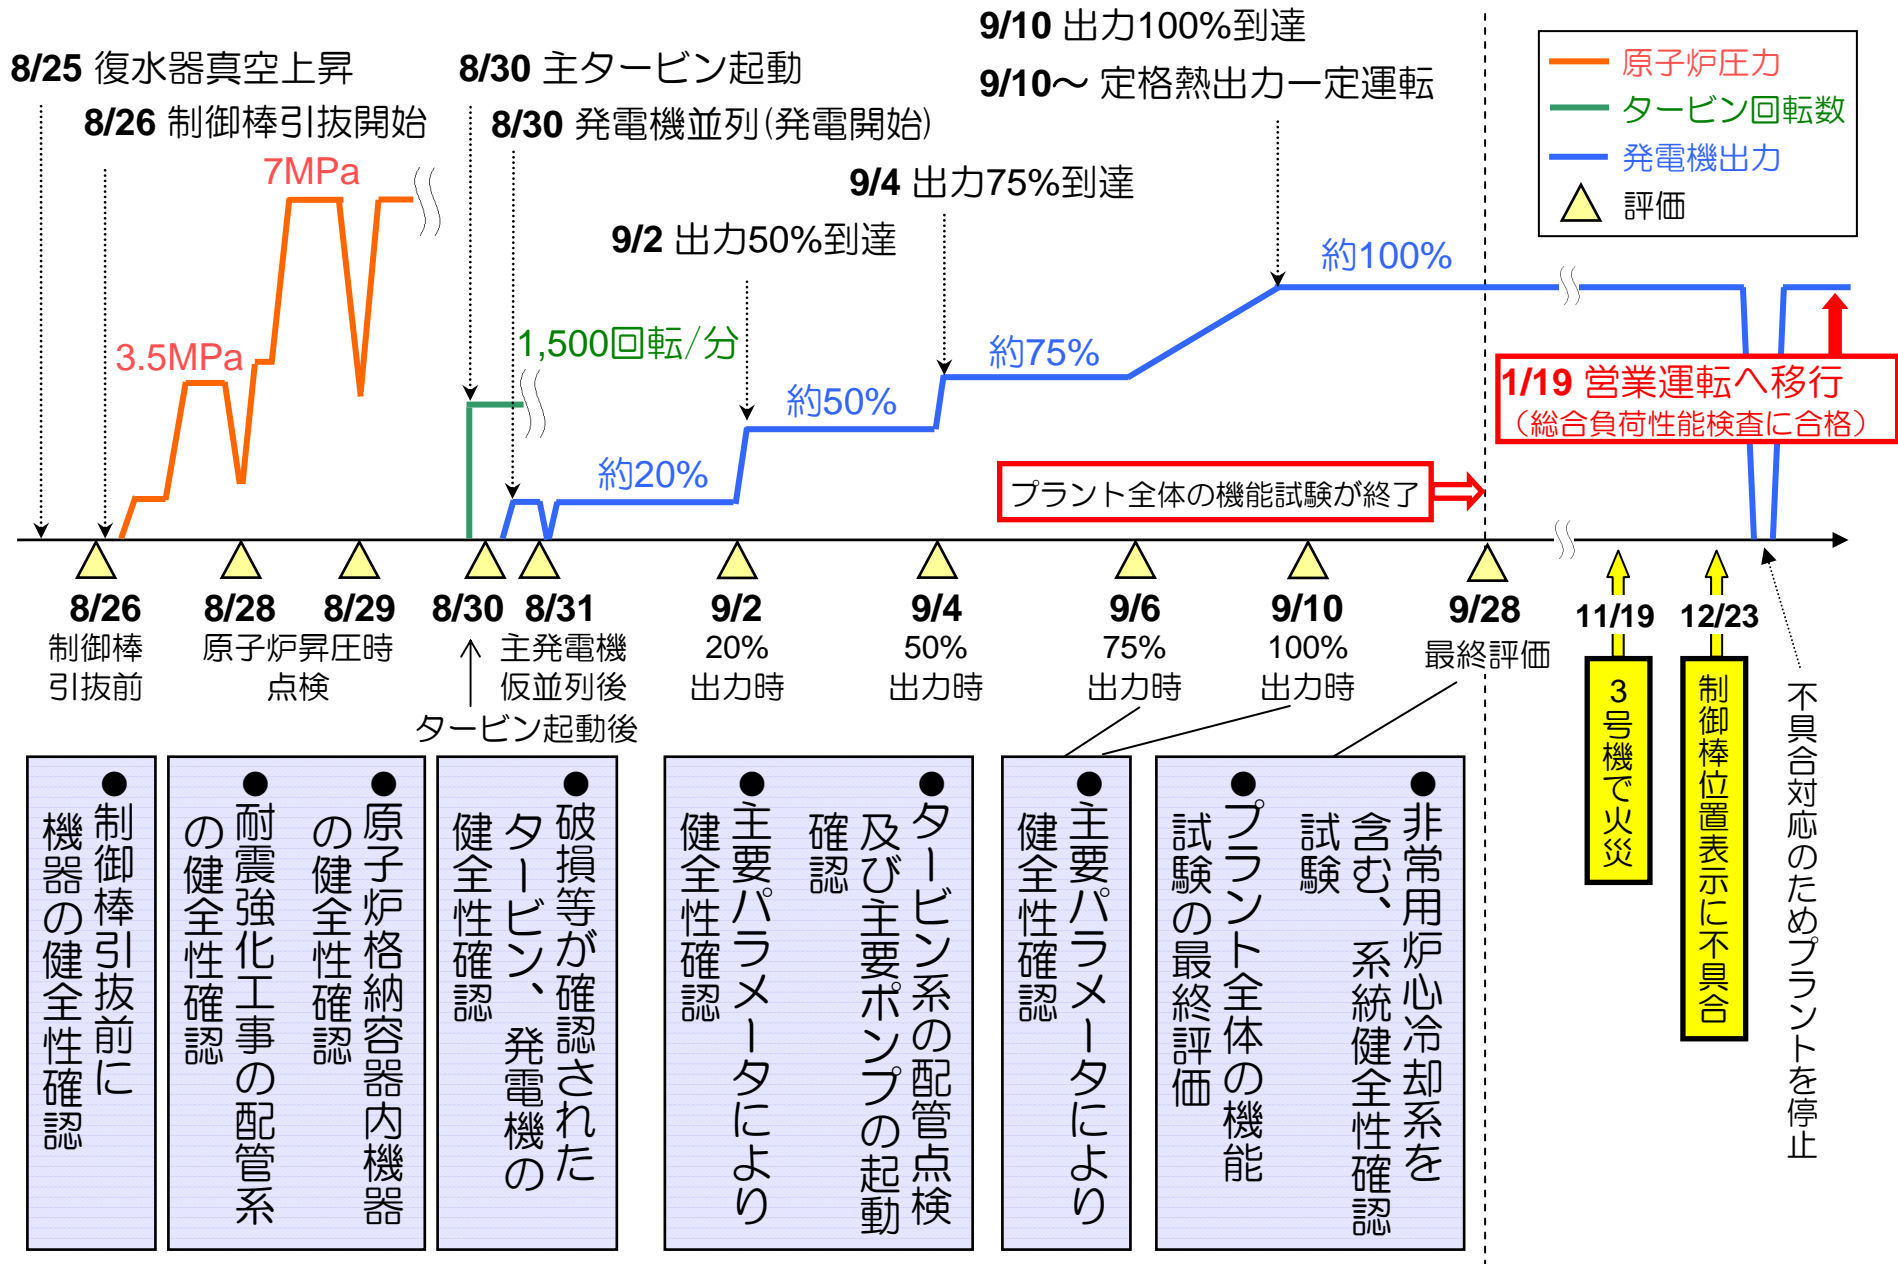 8/25 復水器真空上昇
8/26 制御棒引抜開始
8/30 主タービン起動
8/30 発電機並列(発電開始)
9/2 出力50%到達
9/4 出力75%到達
9/10 出力100%到達
9/10～ 定格熱出力一定運転
原子炉圧力
タービン回転数
発電機出力
評価
7MPa
3.5MPa
1,500回転/分
約20%
約50%
約75%
約100%
1/19 営業運転へ移行
（総合負荷性能検査に合格）
プラント全体の機能試験が終了
8/26
制御棒
引抜前
8/28
8/29
原子炉昇圧時
点検
8/30
タービン起動後
8/31
主発電機
仮並列後
9/2
20%
出力時
9/4
50%
出力時
9/6
75%
出力時
9/10
100%
出力時
9/28
最終評価
11/19
3号機で火災
12/23
制御棒位置表示に不具合
不具合対応のためプラントを停止
●制御棒引抜前に
機器の健全性確認
●原子炉格納容器内機器
の健全性確認
●耐震強化工事の配管系
の健全性確認
●破損等が確認された
タービン、発電機の
健全性確認
●タービン系の配管点検
及び主要ポンプの起動
確認
●主要パラメータにより
健全性確認
●主要パラメータにより
健全性確認
●非常用炉心冷却系を
含む、系統健全性確認
試験
●プラント全体の機能
試験の最終評価